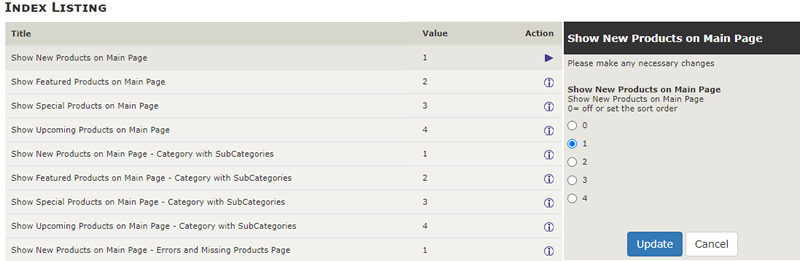 INDEX LISTING
Title Value Action
Show New Products on Main Page 1
Show Featured Products on Main Page 2
Show Special Products on Main Page 3
Show Upcoming Products on Main Page 4
Show New Products on Main Page - Category with SubCategories 1
Show Featured Products on Main Page - Category with SubCategories 2
Show Special Products on Main Page - Category with SubCategories 3
Show Upcoming Products on Main Page - Category with SubCategories 4
Show New Products on Main Page - Errors and Missing Products Page 1
Show New Products on Main Page
Please make any necessary changes
Show New Products on Main Page
Show New Products on Main Page
0= off or set the sort order
0
1
2
3
4
Update Cancel